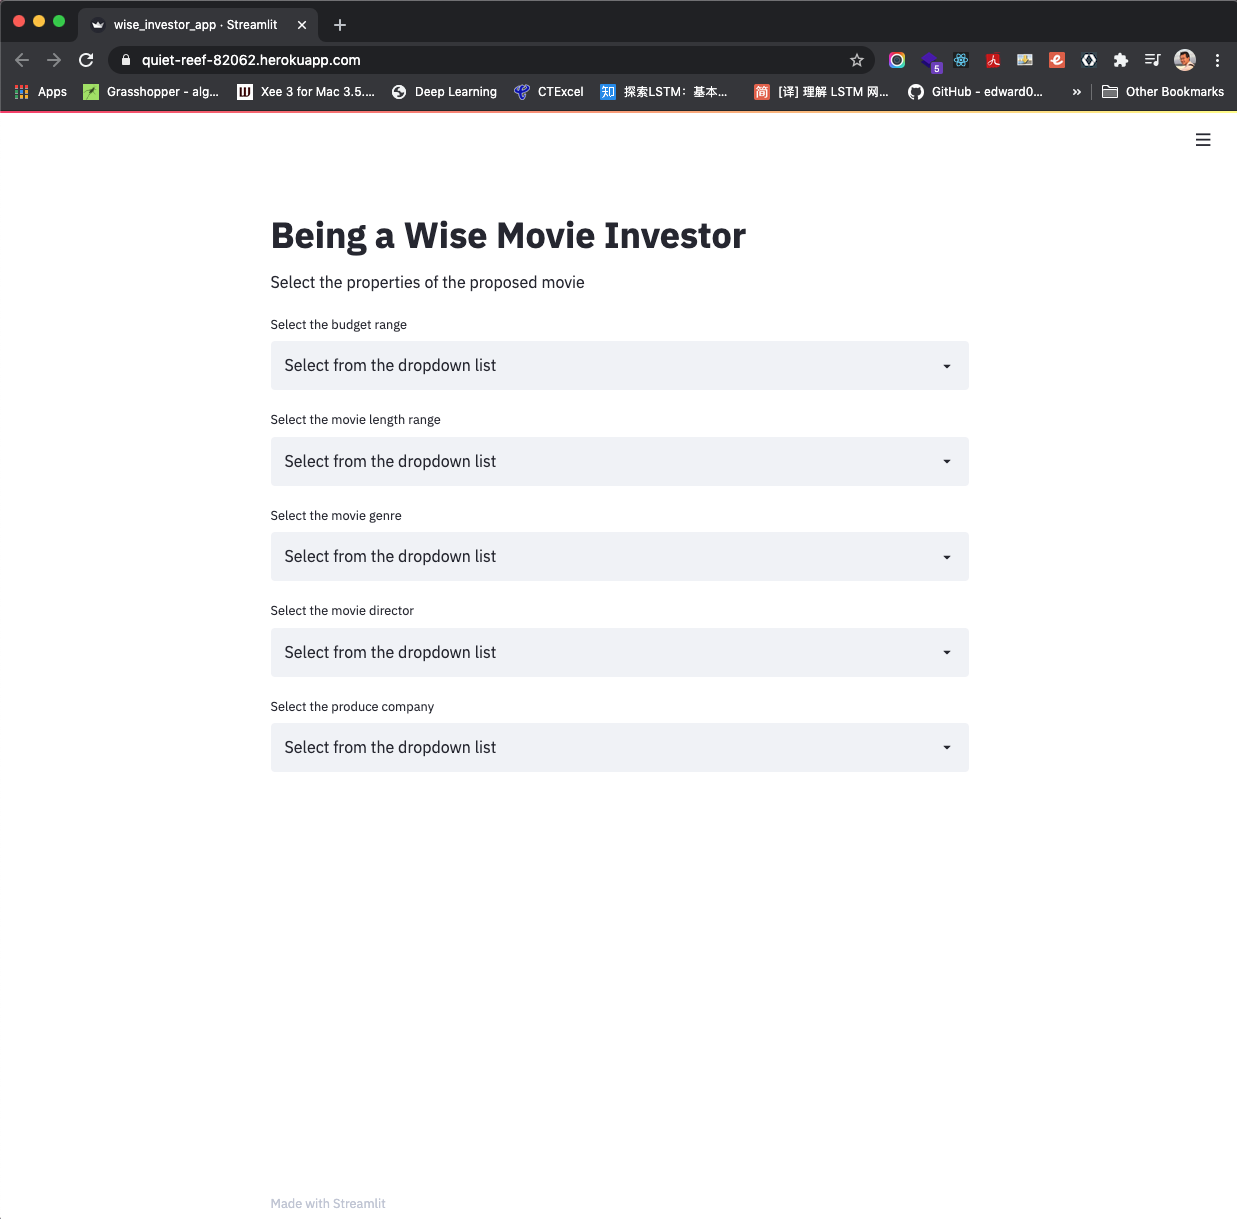 wise_investor_app · Streamlit
quiet-reef-82062.herokuapp.com
5
Apps
Grasshopper - alg...
Xee 3 for Mac 3.5....
Deep Learning
CTExcel
知 探索LSTM：基本...
简 [译] 理解 LSTM 网...
GitHub - edward0...
»
Other Bookmarks
Being a Wise Movie Investor
Select the properties of the proposed movie
Select the budget range
Select from the dropdown list
Select the movie length range
Select from the dropdown list
Select the movie genre
Select from the dropdown list
Select the movie director
Select from the dropdown list
Select the produce company
Select from the dropdown list
Made with Streamlit